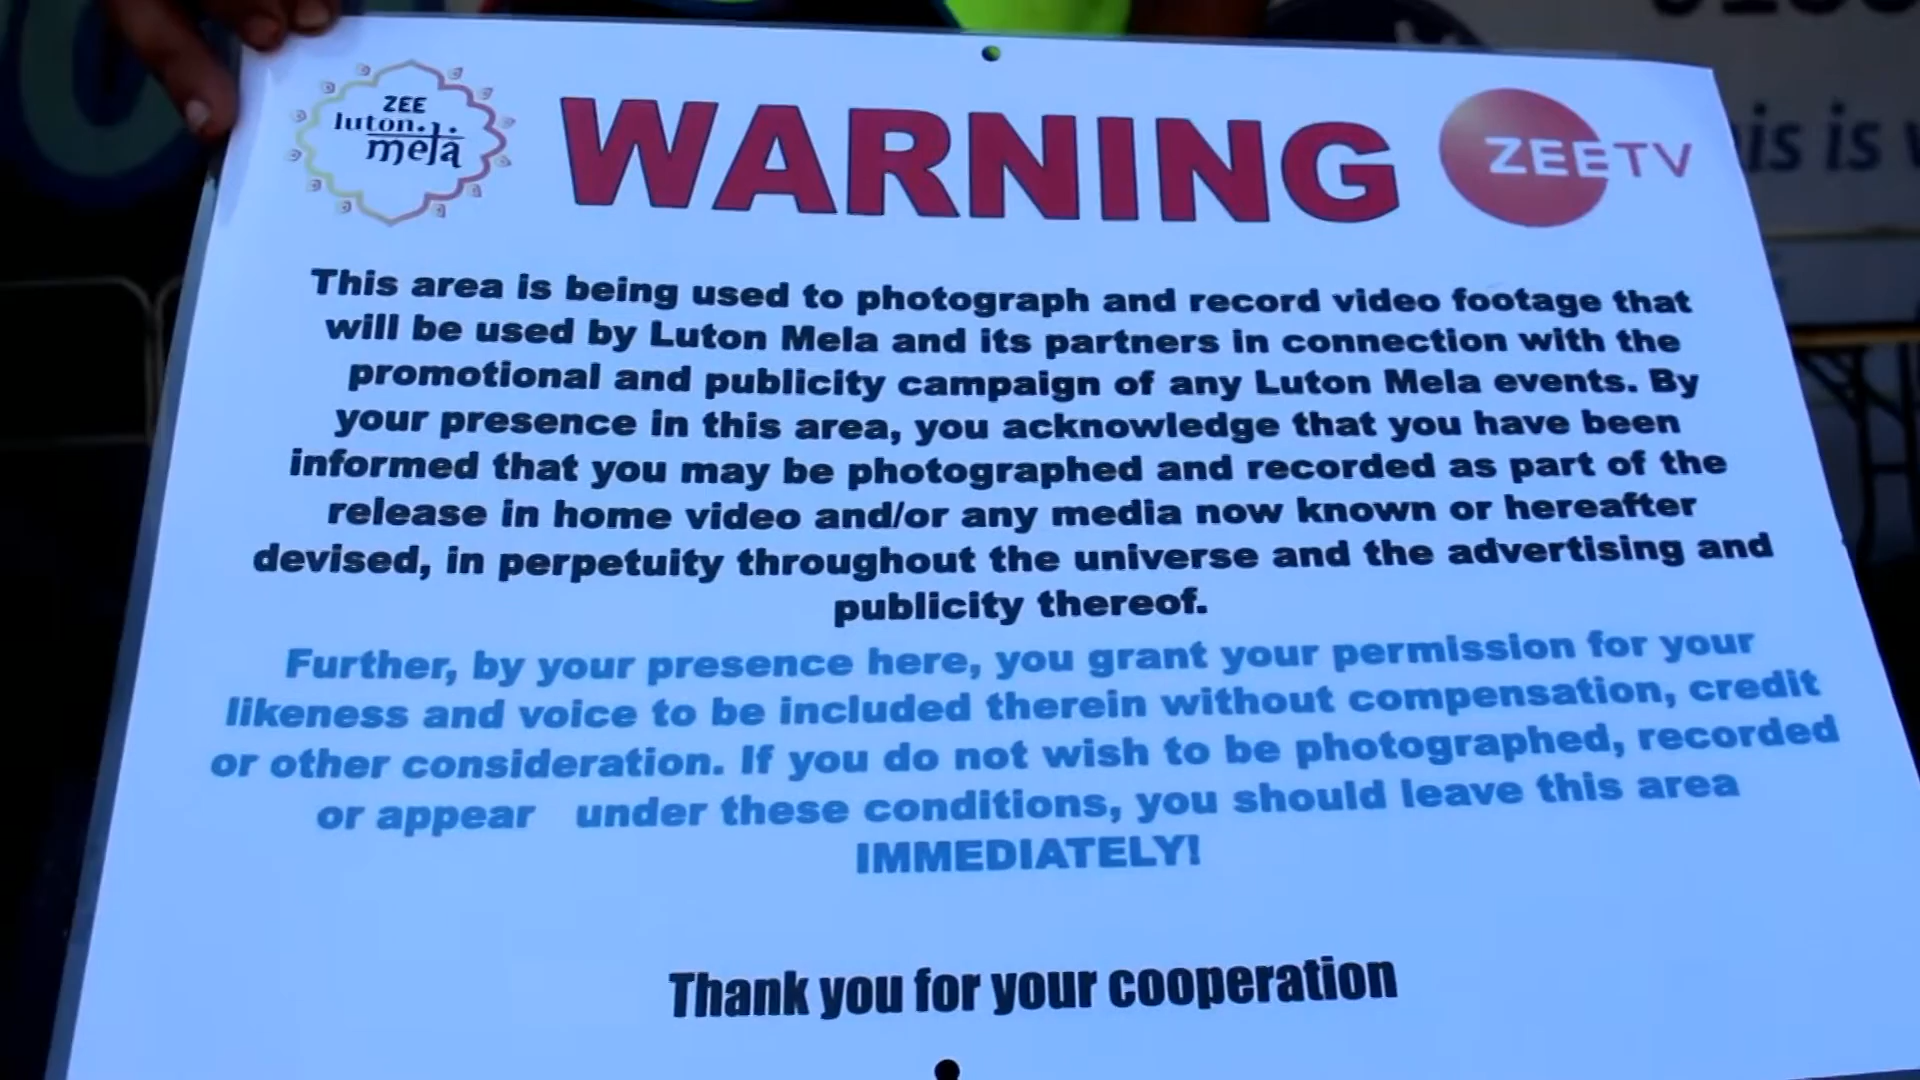 ZEE
luton
mela
WARNING
ZEETV
This area is being used to photograph and record video footage that
will be used by Luton Mela and its partners in connection with the
promotional and publicity campaign of any Luton Mela events. By
your presence in this area, you acknowledge that you have been
informed that you may be photographed and recorded as part of the
release in home video and/or any media now known or hereafter
devised, in perpetuity throughout the universe and the advertising and
publicity thereof.
Further, by your presence here, you grant your permission for your
likeness and voice to be included therein without compensation, credit
or other consideration. If you do not wish to be photographed, recorded
or appear under these conditions, you should leave this area
IMMEDIATELY!
Thank you for your cooperation
is is